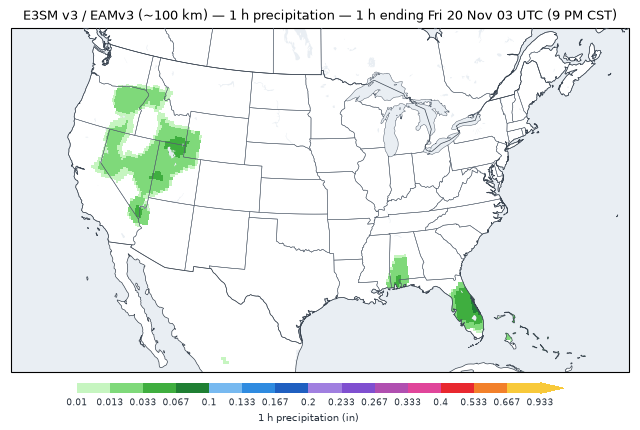 E3SM v3 / EAMv3 (~100 km) — 1 h precipitation — 1 h ending Fri 20 Nov 03 UTC (9 PM CST)
0.01 0.013 0.033 0.067 0.1 0.133 0.167 0.2 0.233 0.267 0.333 0.4 0.533 0.667 0.933
1 h precipitation (in)